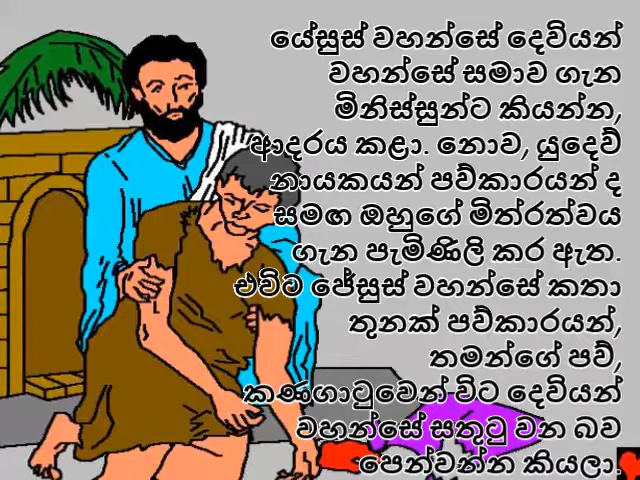 යේසුස් වහන්සේ දෙවියන්
වහන්සේ සමාව ගැන
මිනිස්සුන්ට කියන්න,
ආදරය කළා. නොව, යුදෙව්
නායකයන් පව්කාරයන් ද
සමඟ ඔහුගේ මිත්රත්වය
ගැන පැමිණිලි කර ඇත.
එවිට ජේසුස් වහන්සේ කතා
තුනක් පව්කාරයන්,
තමන්ගේ පව්,
කණගාටුවෙන් විට දෙවියන්
වහන්සේ සතුටු වන බව
පෙන්වන්න කියලා.